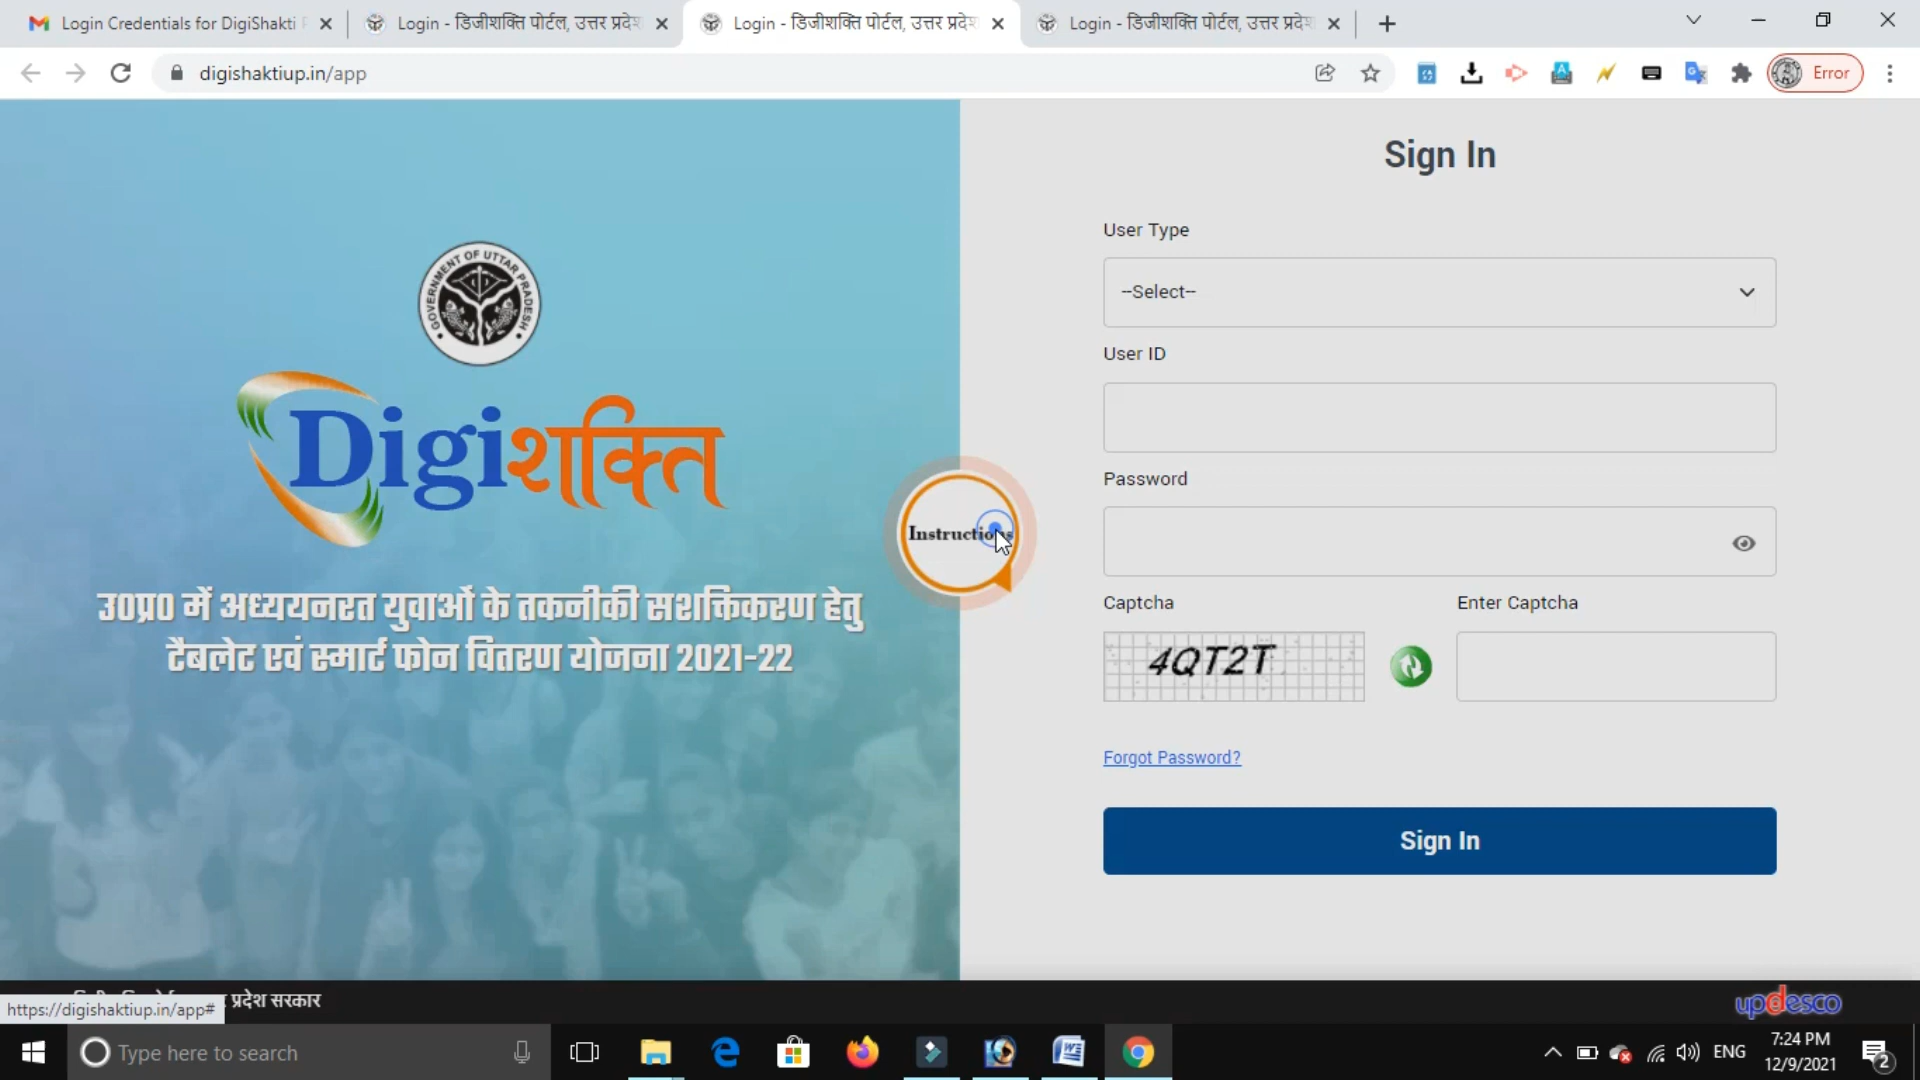 Login Credentials for DigiShakti
Login - डिजीशक्ति पोर्टल, उत्तर प्रदेश
Login - डिजीशक्ति पोर्टल, उत्तर प्रदेश
Login - डिजीशक्ति पोर्टल, उत्तर प्रदेश
digishaktiup.in/app
Error
GOVERNMENT OF UTTAR PRADESH
Digiशक्ति
उ0प्र0 में अध्ययनरत युवाओं के तकनीकी सशक्तिकरण हेतु
टैबलेट एवं स्मार्ट फोन वितरण योजना 2021-22
Instructions
Sign In
User Type
--Select--
User ID
Password
Captcha
Enter Captcha
4QT2T
Forgot Password?
Sign In
प्रदेश सरकार
https://digishaktiup.in/app#
updesco
Type here to search
ENG
7:24 PM
12/9/2021
2